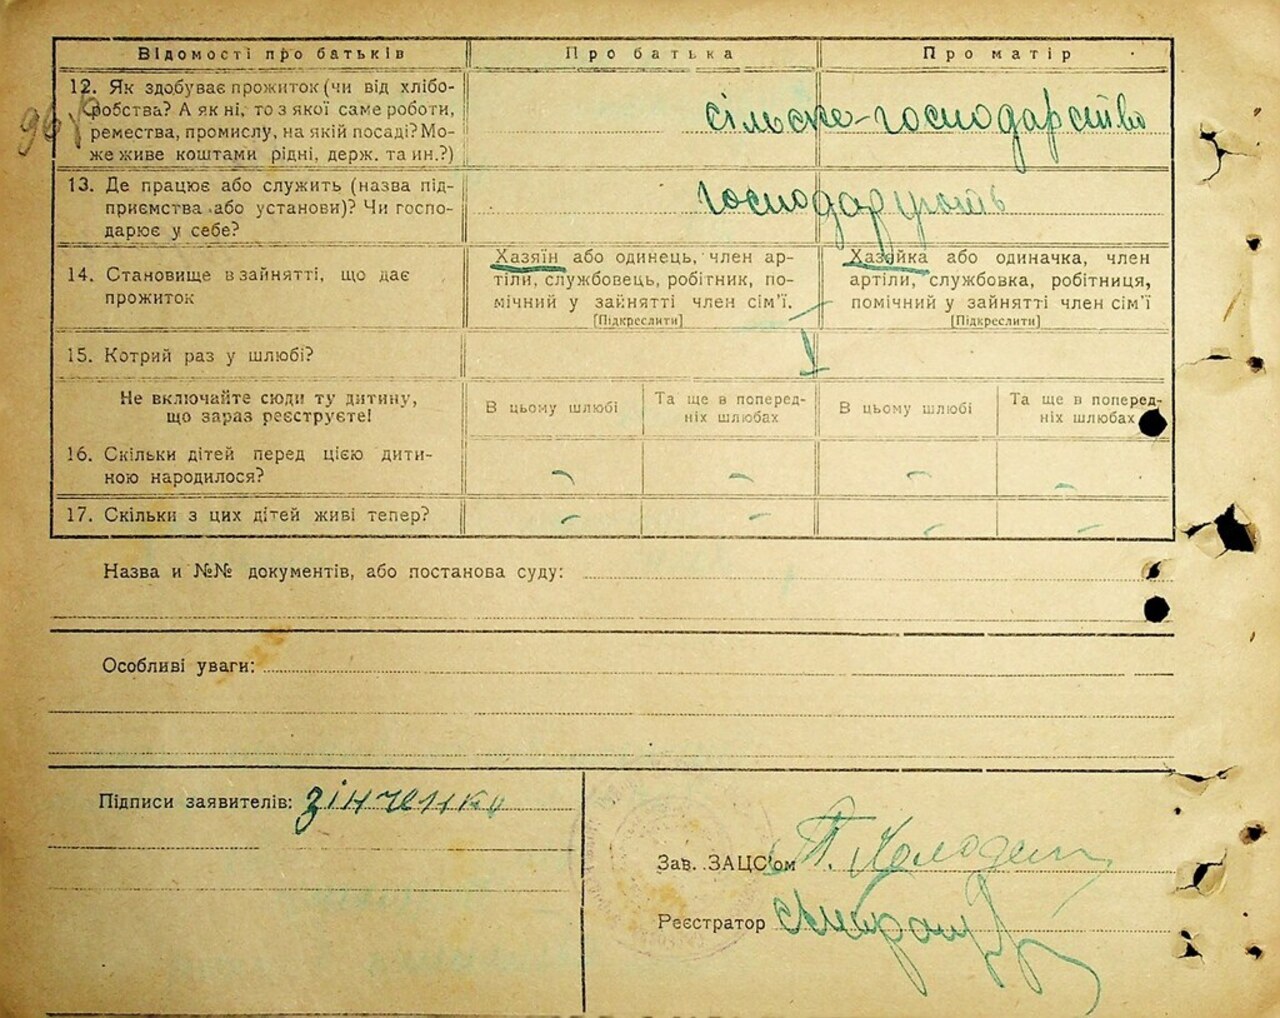 Відомості про батьків Про батька Про матір
12. Як здобуває прожиток (чи від хлібо-
робства? А як ні, то з якої саме роботи,
ремества, промислу, на якій посаді? Мо-
же живе коштами рідні, держ. та ин.?)
сільске-господарство
13. Де працює або служить (назва під-
приємства або установи)? Чи госпо-
дарює у себе?
господарують
14. Становище в зайнятті, що дає
прожиток
Хазяїн або одинець, член ар-
тіли, службовець, робітник, по-
мічний у зайнятті член сім'ї.
[Підкреслити]
Хазяйка або одиначка, член
артіли, службовка, робітниця,
помічний у зайнятті член сім'ї
[Підкреслити]
15. Котрий раз у шлюбі?
I
Не включайте сюди ту дитину,
що зараз реєструєте!
В цьому шлюбі
Та ще в поперед-
ніх шлюбах
В цьому шлюбі
Та ще в поперед-
ніх шлюбах
16. Скільки дітей перед цією дити-
ною народилося?
– – – –
17. Скільки з цих дітей живі тепер?
– – – –
Назва и №№ документів, або постанова суду:
Особливі уваги:
Підписи заявителів: Зінченко
Зав. ЗАЦС'ом
Реєстратор